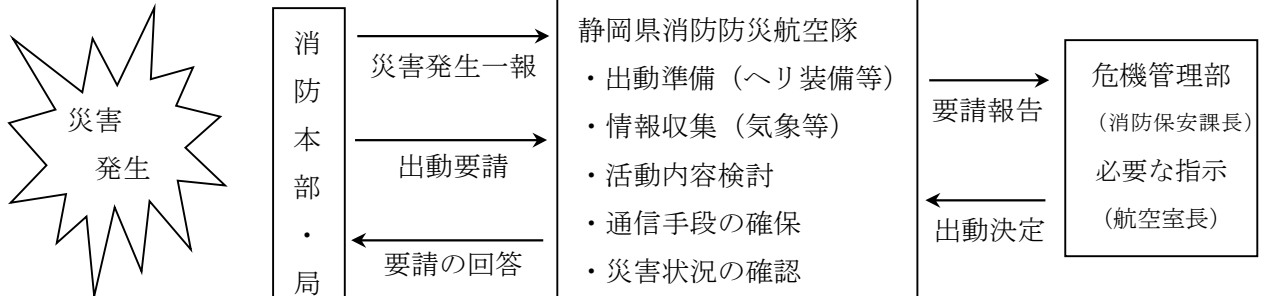 災害
発生
消防本部・局
災害発生一報
出動要請
要請の回答
静岡県消防防災航空隊
・出動準備（ヘリ装備等）
・情報収集（気象等）
・活動内容検討
・通信手段の確保
・災害状況の確認
要請報告
出動決定
危機管理部
（消防保安課長）
必要な指示
（航空室長）